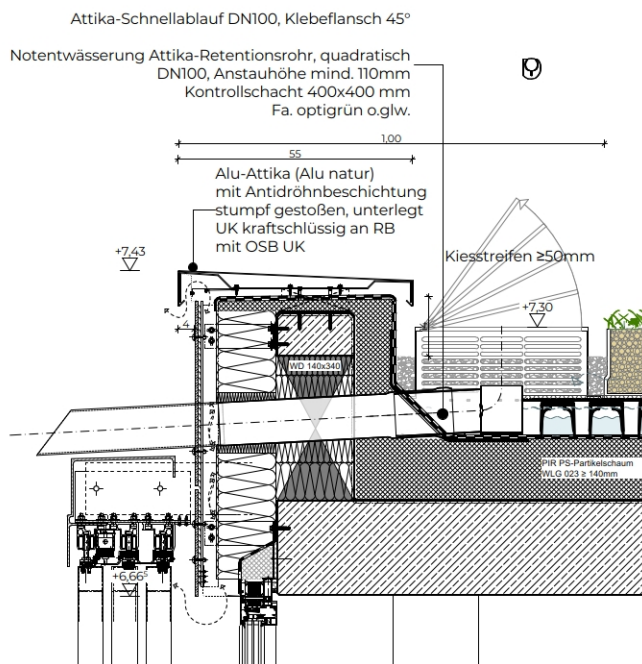 Attika-Schnellablauf DN100, Klebeflansch 45°
Notentwässerung Attika-Retentionsrohr, quadratisch
DN100, Anstauhöhe mind. 110mm
Kontrollschacht 400x400 mm
Fa. optigrün o.glw.
1,00
55
Alu-Attika (Alu natur)
mit Antidröhnbeschichtung
stumpf gestoßen, unterlegt
UK kraftschlüssig an RB
mit OSB UK
+7,43
Kiesstreifen ≥50mm
+7,30
4
WD 140x340
PIR PS-Partikelschaum
WLG 023 ≥ 140mm
+6,66⁵